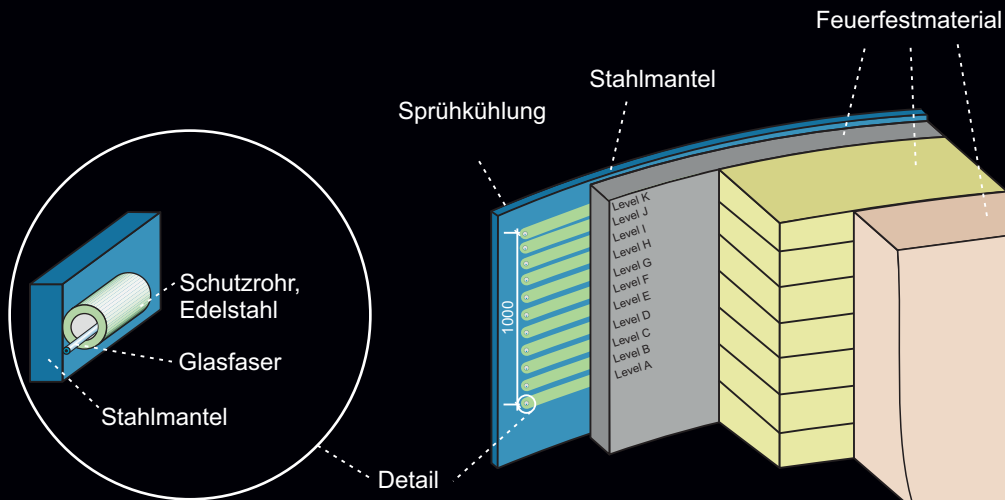 Feuerfestmaterial
Stahlmantel
Sprühkühlung
Level K
Level J
Level I
Level H
Level G
Level F
Level E
Level D
Level C
Level B
Level A
1000
Schutzrohr,
Edelstahl
Glasfaser
Stahlmantel
Detail